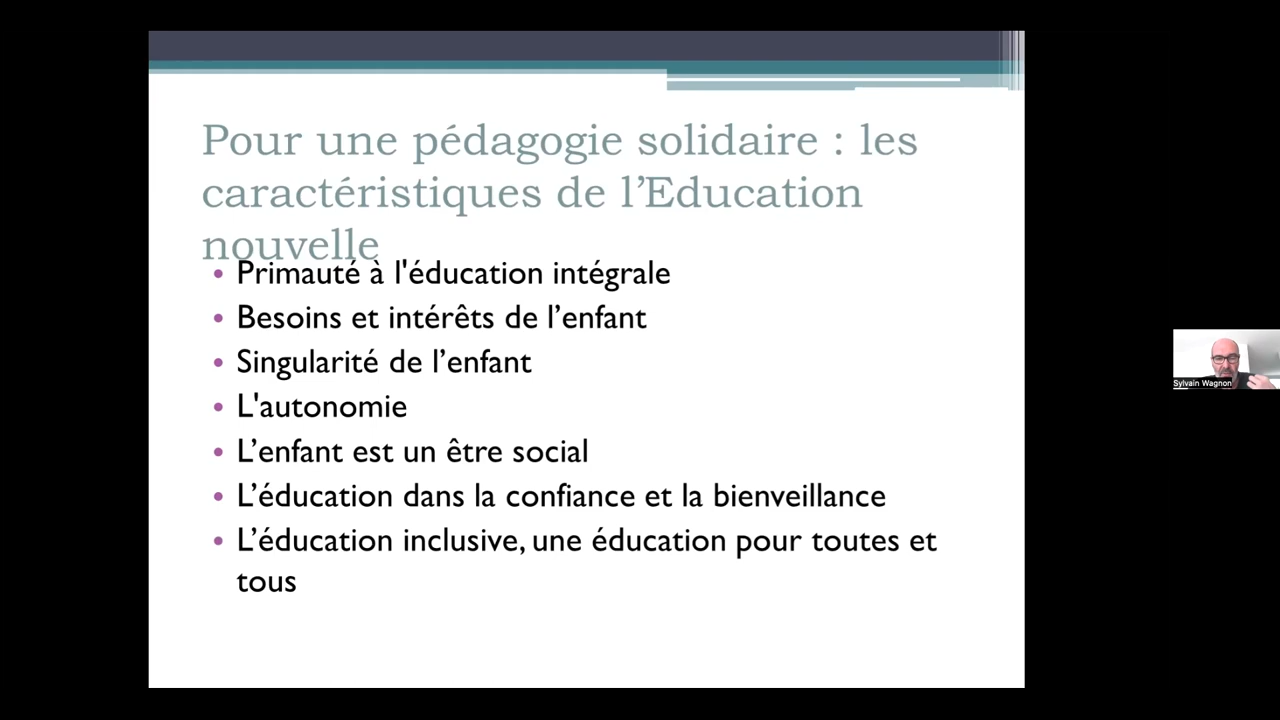 Pour une pédagogie solidaire : les
caractéristiques de l’Education
nouvelle
• Primauté à l'éducation intégrale
• Besoins et intérêts de l’enfant
• Singularité de l’enfant
• L'autonomie
• L’enfant est un être social
• L’éducation dans la confiance et la bienveillance
• L’éducation inclusive, une éducation pour toutes et
tous
Sylvain Wagnon